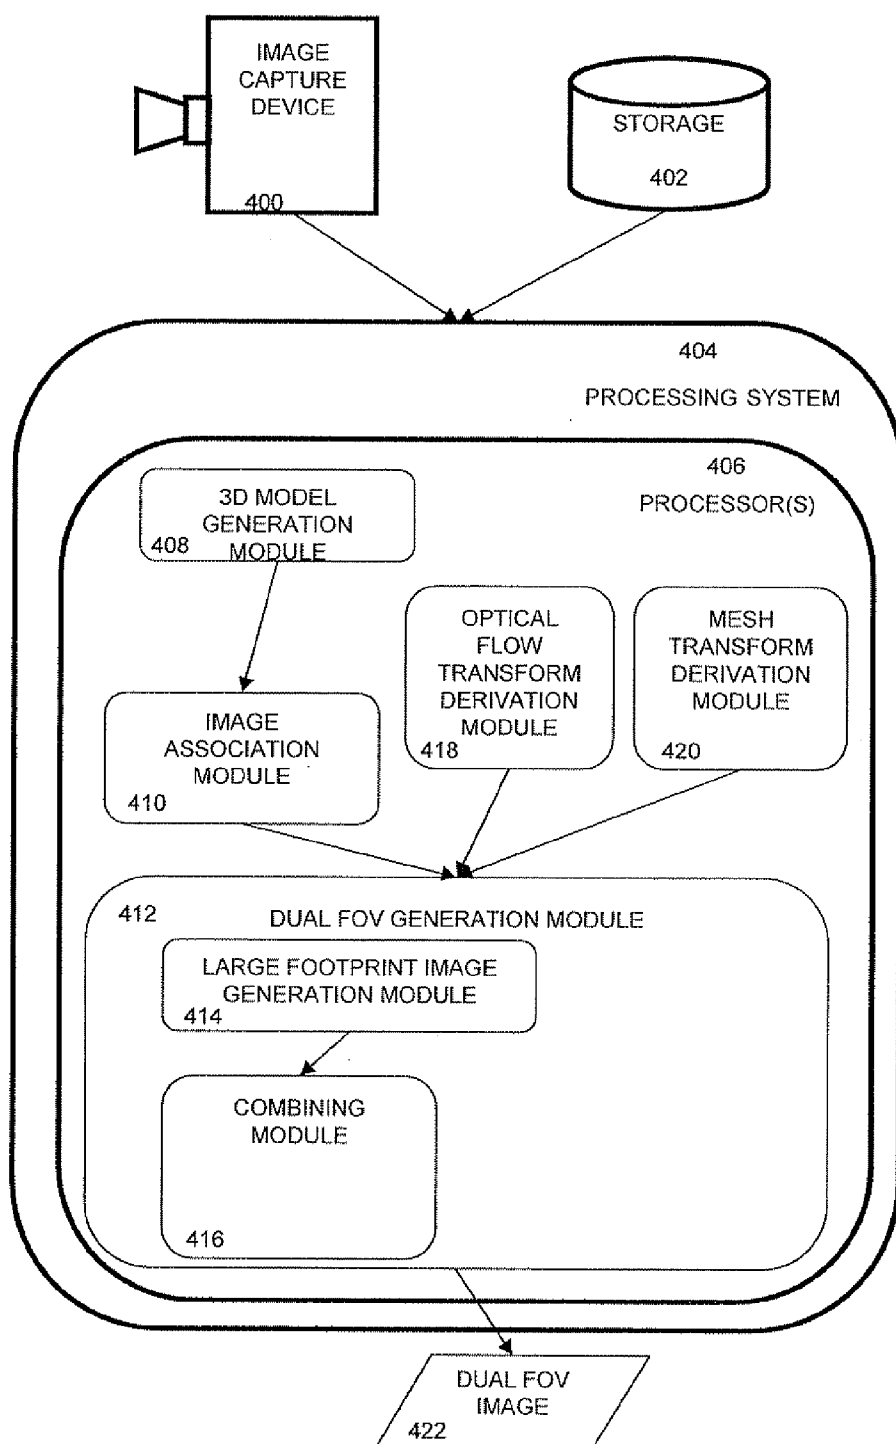 IMAGE
CAPTURE
DEVICE
400
STORAGE
402
404
PROCESSING SYSTEM
406
PROCESSOR(S)
3D MODEL
GENERATION
MODULE
408
OPTICAL
FLOW
TRANSFORM
DERIVATION
MODULE
418
MESH
TRANSFORM
DERIVATION
MODULE
420
IMAGE
ASSOCIATION
MODULE
410
412
DUAL FOV GENERATION MODULE
LARGE FOOTPRINT IMAGE
GENERATION MODULE
414
COMBINING
MODULE
416
DUAL FOV
IMAGE
422